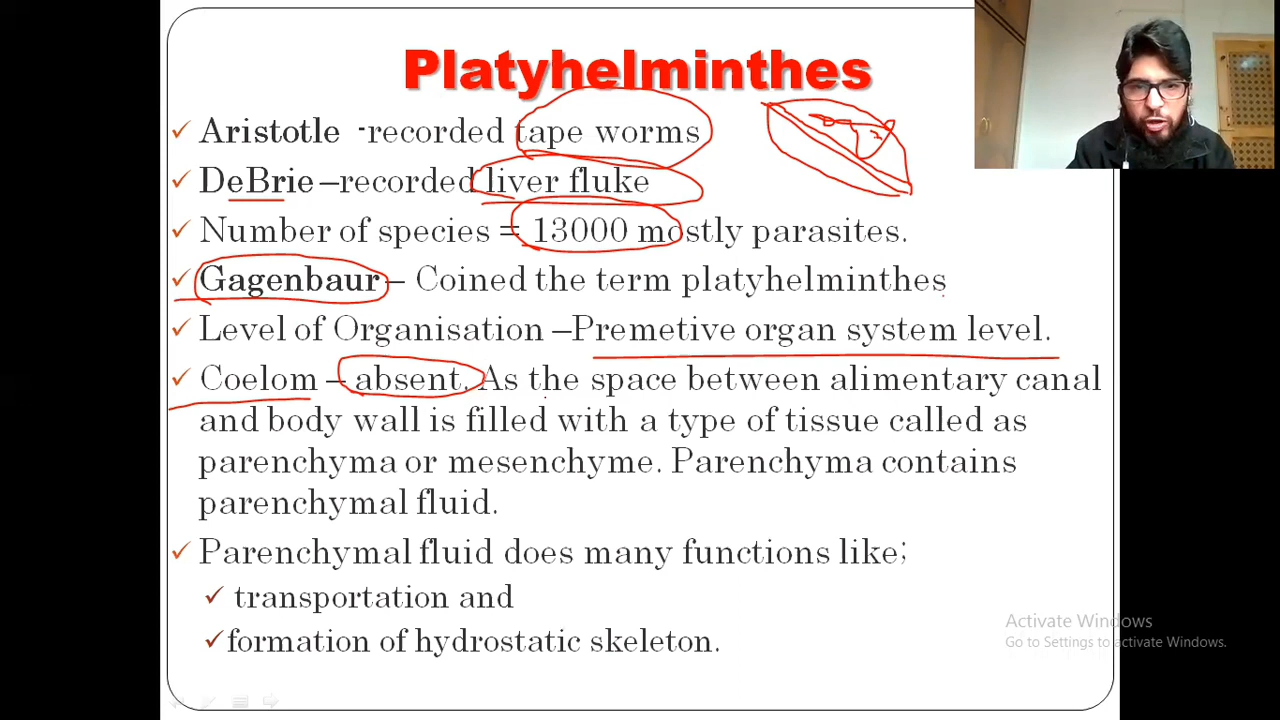 Platyhelminthes
Aristotle -recorded tape worms
DeBrie –recorded liver fluke
Number of species = 13000 mostly parasites.
Gagenbaur – Coined the term platyhelminthes
Level of Organisation –Premetive organ system level.
Coelom – absent. As the space between alimentary canal
and body wall is filled with a type of tissue called as
parenchyma or mesenchyme. Parenchyma contains
parenchymal fluid.
Parenchymal fluid does many functions like;
transportation and
formation of hydrostatic skeleton.
Activate Windows
Go to Settings to activate Windows.